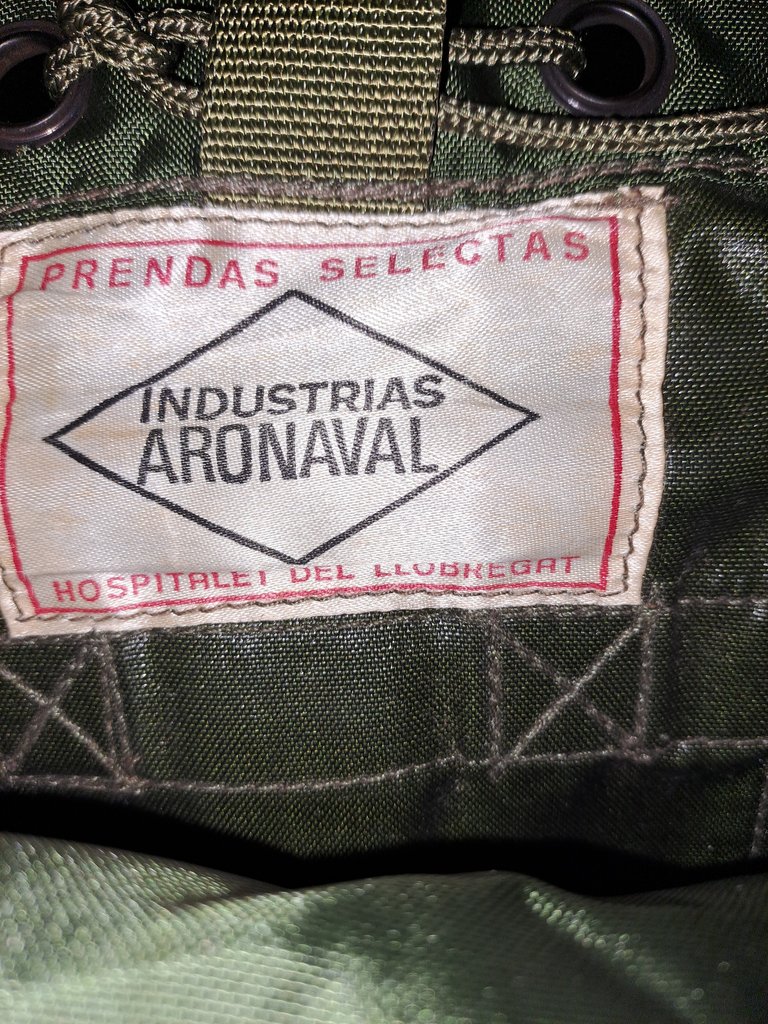 PRENDAS SELECTAS
INDUSTRIAS
ARONAVAL
HOSPITALET DEL LLOBREGAT